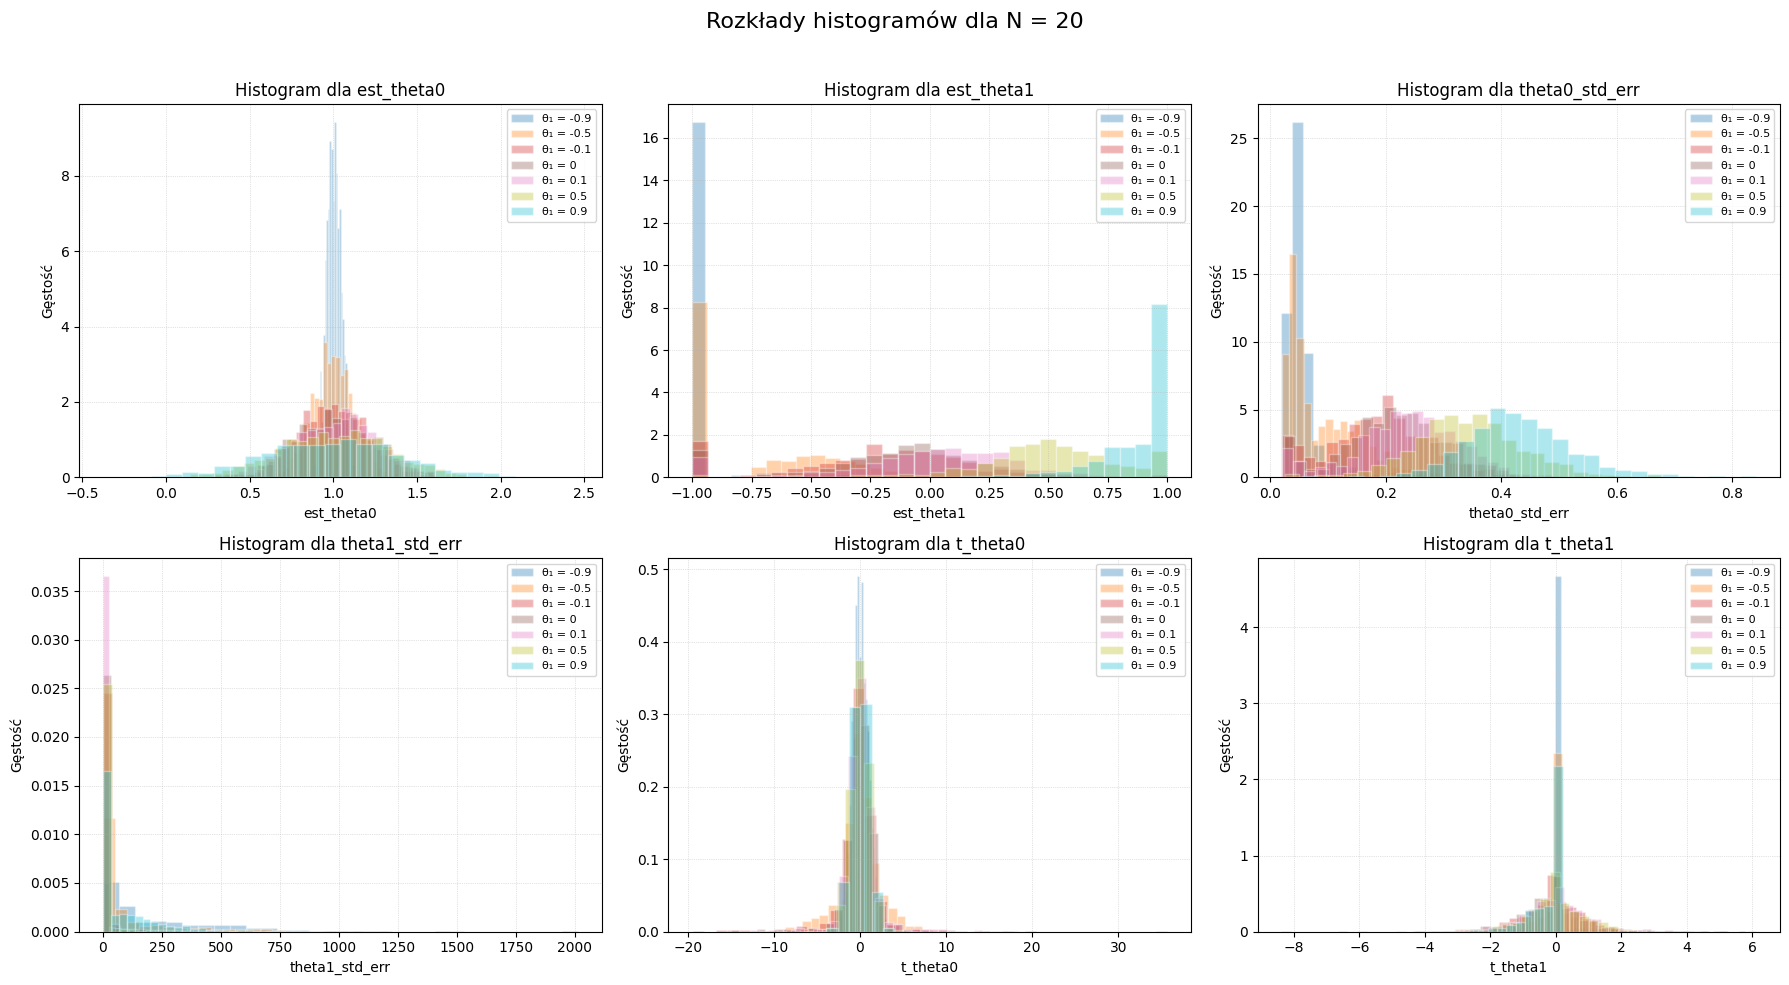 Rozkłady histogramów dla N = 20
Histogram dla est_theta0
Gęstość
8
6
4
2
0
θ₁ = -0.9
θ₁ = -0.5
θ₁ = -0.1
θ₁ = 0
θ₁ = 0.1
θ₁ = 0.5
θ₁ = 0.9
−0.5 0.0 0.5 1.0 1.5 2.0 2.5
est_theta0
Histogram dla est_theta1
Gęstość
16
14
12
10
8
6
4
2
0
θ₁ = -0.9
θ₁ = -0.5
θ₁ = -0.1
θ₁ = 0
θ₁ = 0.1
θ₁ = 0.5
θ₁ = 0.9
−1.00 −0.75 −0.50 −0.25 0.00 0.25 0.50 0.75 1.00
est_theta1
Histogram dla theta0_std_err
Gęstość
25
20
15
10
5
0
θ₁ = -0.9
θ₁ = -0.5
θ₁ = -0.1
θ₁ = 0
θ₁ = 0.1
θ₁ = 0.5
θ₁ = 0.9
0.0 0.2 0.4 0.6 0.8
theta0_std_err
Histogram dla theta1_std_err
Gęstość
0.035
0.030
0.025
0.020
0.015
0.010
0.005
0.000
θ₁ = -0.9
θ₁ = -0.5
θ₁ = -0.1
θ₁ = 0
θ₁ = 0.1
θ₁ = 0.5
θ₁ = 0.9
0 250 500 750 1000 1250 1500 1750 2000
theta1_std_err
Histogram dla t_theta0
Gęstość
0.5
0.4
0.3
0.2
0.1
0.0
θ₁ = -0.9
θ₁ = -0.5
θ₁ = -0.1
θ₁ = 0
θ₁ = 0.1
θ₁ = 0.5
θ₁ = 0.9
−20 −10 0 10 20 30
t_theta0
Histogram dla t_theta1
Gęstość
4
3
2
1
0
θ₁ = -0.9
θ₁ = -0.5
θ₁ = -0.1
θ₁ = 0
θ₁ = 0.1
θ₁ = 0.5
θ₁ = 0.9
−8 −6 −4 −2 0 2 4 6
t_theta1